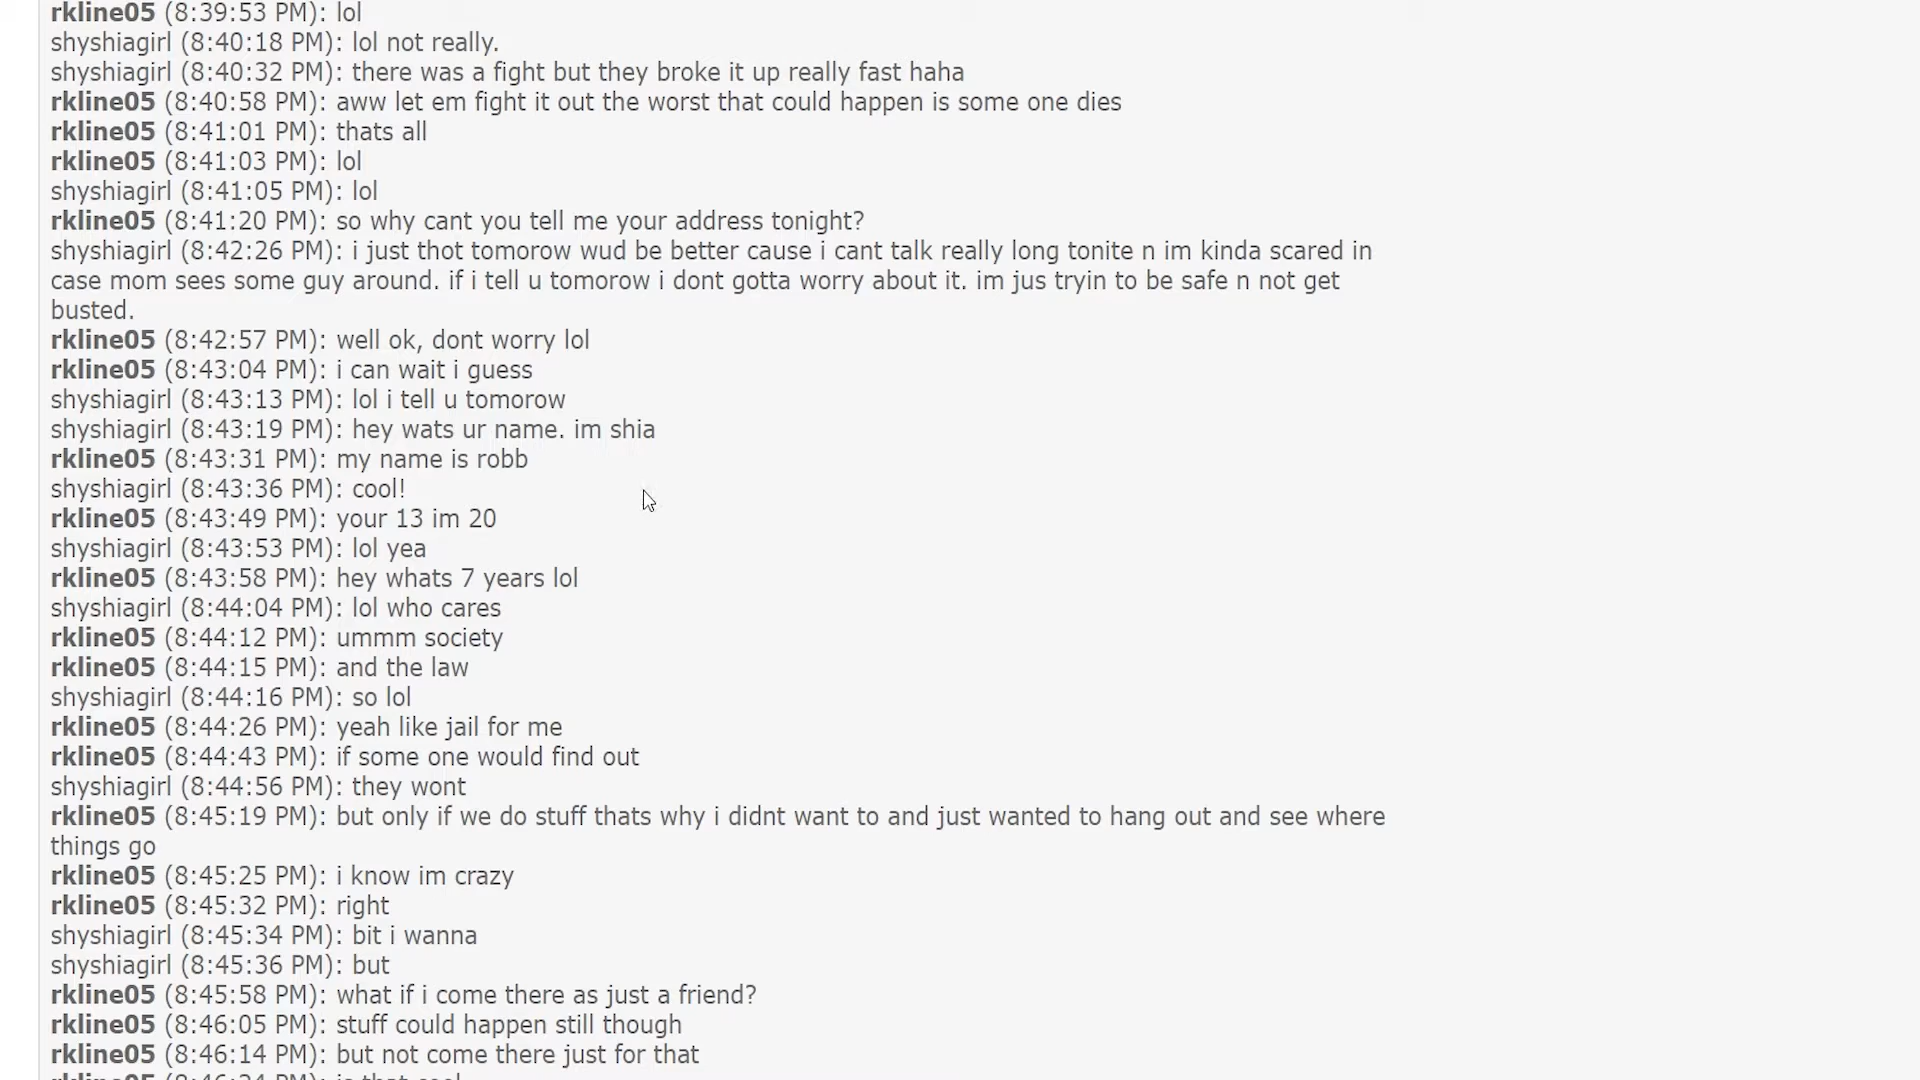 rkline05 (8:39:53 PM): lol
shyshiagirl (8:40:18 PM): lol not really.
shyshiagirl (8:40:32 PM): there was a fight but they broke it up really fast haha
rkline05 (8:40:58 PM): aww let em fight it out the worst that could happen is some one dies
rkline05 (8:41:01 PM): thats all
rkline05 (8:41:03 PM): lol
shyshiagirl (8:41:05 PM): lol
rkline05 (8:41:20 PM): so why cant you tell me your address tonight?
shyshiagirl (8:42:26 PM): i just thot tomorow wud be better cause i cant talk really long tonite n im kinda scared in
case mom sees some guy around. if i tell u tomorow i dont gotta worry about it. im jus tryin to be safe n not get
busted.
rkline05 (8:42:57 PM): well ok, dont worry lol
rkline05 (8:43:04 PM): i can wait i guess
shyshiagirl (8:43:13 PM): lol i tell u tomorow
shyshiagirl (8:43:19 PM): hey wats ur name. im shia
rkline05 (8:43:31 PM): my name is robb
shyshiagirl (8:43:36 PM): cool!
rkline05 (8:43:49 PM): your 13 im 20
shyshiagirl (8:43:53 PM): lol yea
rkline05 (8:43:58 PM): hey whats 7 years lol
shyshiagirl (8:44:04 PM): lol who cares
rkline05 (8:44:12 PM): ummm society
rkline05 (8:44:15 PM): and the law
shyshiagirl (8:44:16 PM): so lol
rkline05 (8:44:26 PM): yeah like jail for me
rkline05 (8:44:43 PM): if some one would find out
shyshiagirl (8:44:56 PM): they wont
rkline05 (8:45:19 PM): but only if we do stuff thats why i didnt want to and just wanted to hang out and see where
things go
rkline05 (8:45:25 PM): i know im crazy
rkline05 (8:45:32 PM): right
shyshiagirl (8:45:34 PM): bit i wanna
shyshiagirl (8:45:36 PM): but
rkline05 (8:45:58 PM): what if i come there as just a friend?
rkline05 (8:46:05 PM): stuff could happen still though
rkline05 (8:46:14 PM): but not come there just for that